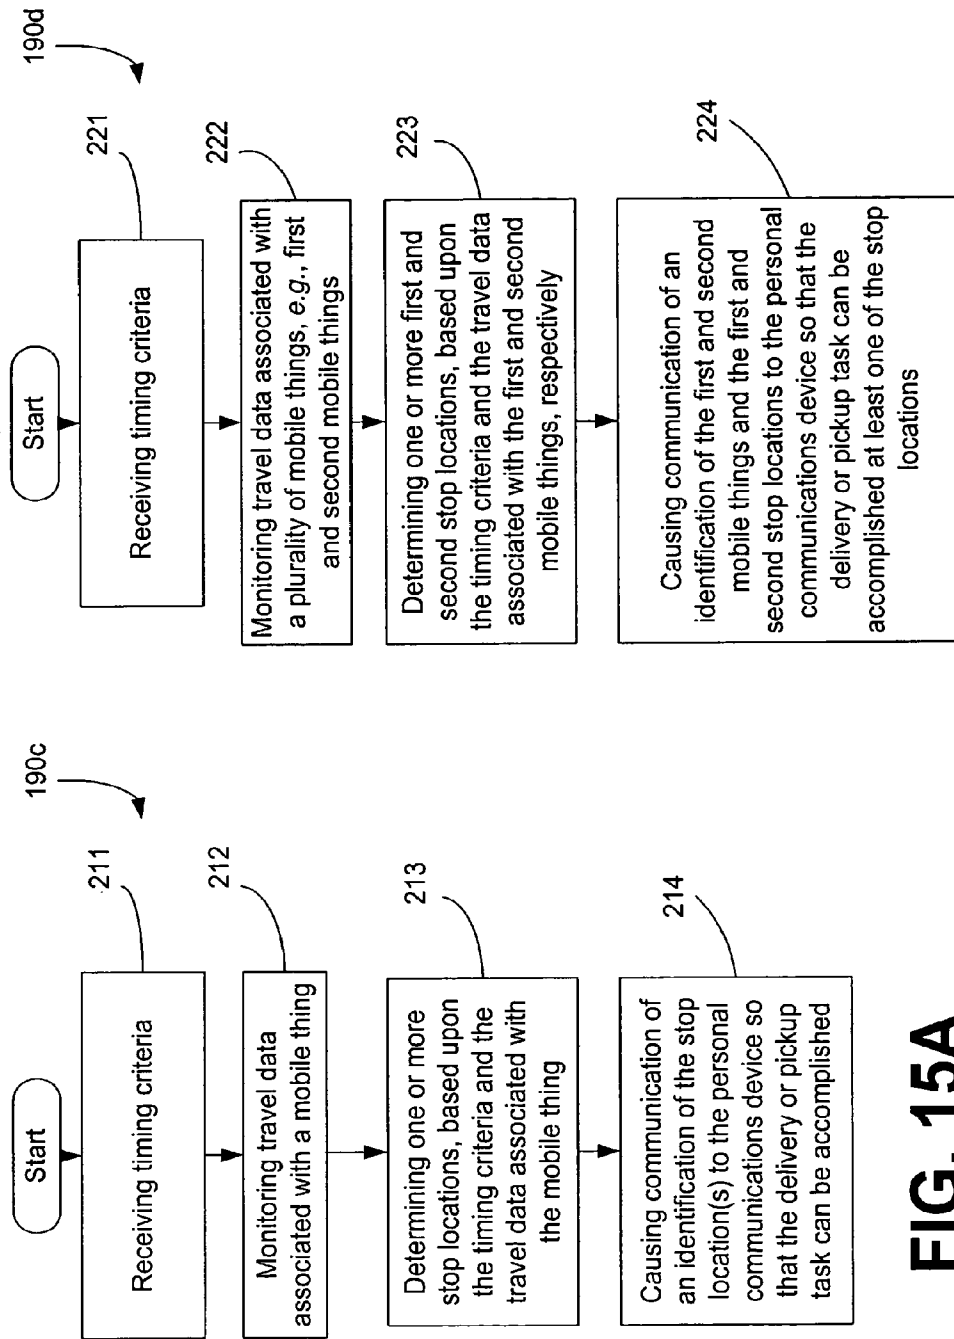 190c
Start
211
Receiving timing criteria
212
Monitoring travel data
associated with a mobile thing
213
Determining one or more
stop locations, based upon
the timing criteria and the
travel data associated with
the mobile thing
214
Causing communication of
an identification of the stop
location(s) to the personal
communications device so
that the delivery or pickup
task can be accomplished
190d
Start
221
Receiving timing criteria
222
Monitoring travel data associated with
a plurality of mobile things, e.g., first
and second mobile things
223
Determining one or more first and
second stop locations, based upon
the timing criteria and the travel data
associated with the first and second
mobile things, respectively
224
Causing communication of an
identification of the first and second
mobile things and the first and
second stop locations to the personal
communications device so that the
delivery or pickup task can be
accomplished at least one of the stop
locations
FIG. 15A